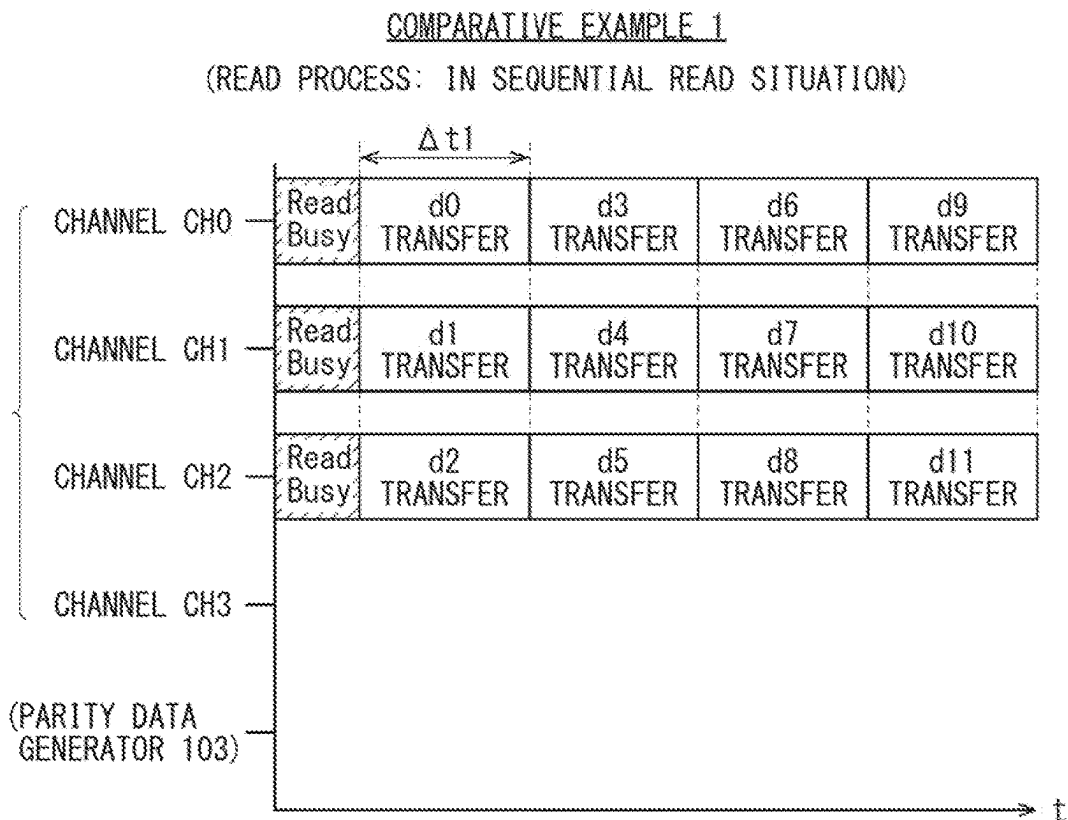 COMPARATIVE EXAMPLE 1
(READ PROCESS: IN SEQUENTIAL READ SITUATION)
Δt1
CHANNEL CH0
Read
Busy
d0
TRANSFER
d3
TRANSFER
d6
TRANSFER
d9
TRANSFER
CHANNEL CH1
Read
Busy
d1
TRANSFER
d4
TRANSFER
d7
TRANSFER
d10
TRANSFER
CHANNEL CH2
Read
Busy
d2
TRANSFER
d5
TRANSFER
d8
TRANSFER
d11
TRANSFER
CHANNEL CH3
(PARITY DATA
GENERATOR 103)
t